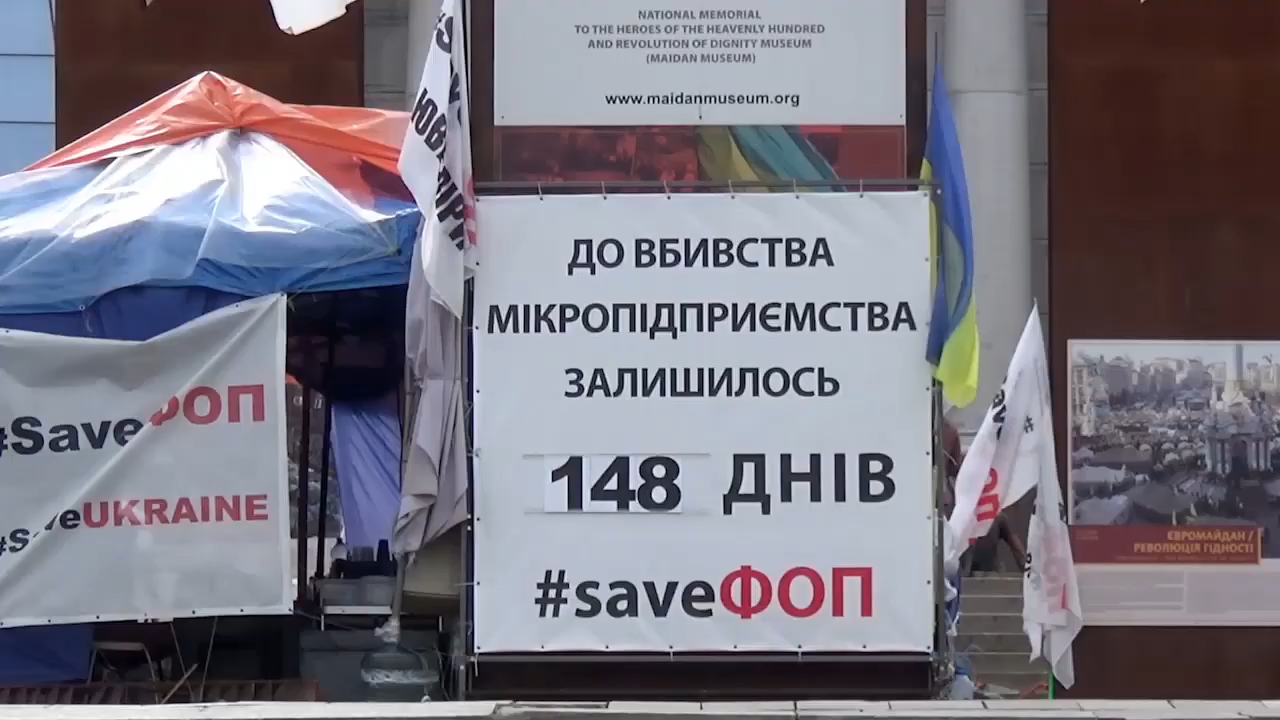 NATIONAL MEMORIAL
TO THE HEROES OF THE HEAVENLY HUNDRED
AND REVOLUTION OF DIGNITY MUSEUM
(MAIDAN MUSEUM)
www.maidanmuseum.org
ДО ВБИВСТВА
МІКРОПІДПРИЄМСТВА
ЗАЛИШИЛОСЬ
148 ДНІВ
#saveФОП
#SaveФОП
#SaveUKRAINE
ЄВРОМАЙДАН /
РЕВОЛЮЦІЯ ГІДНОСТІ